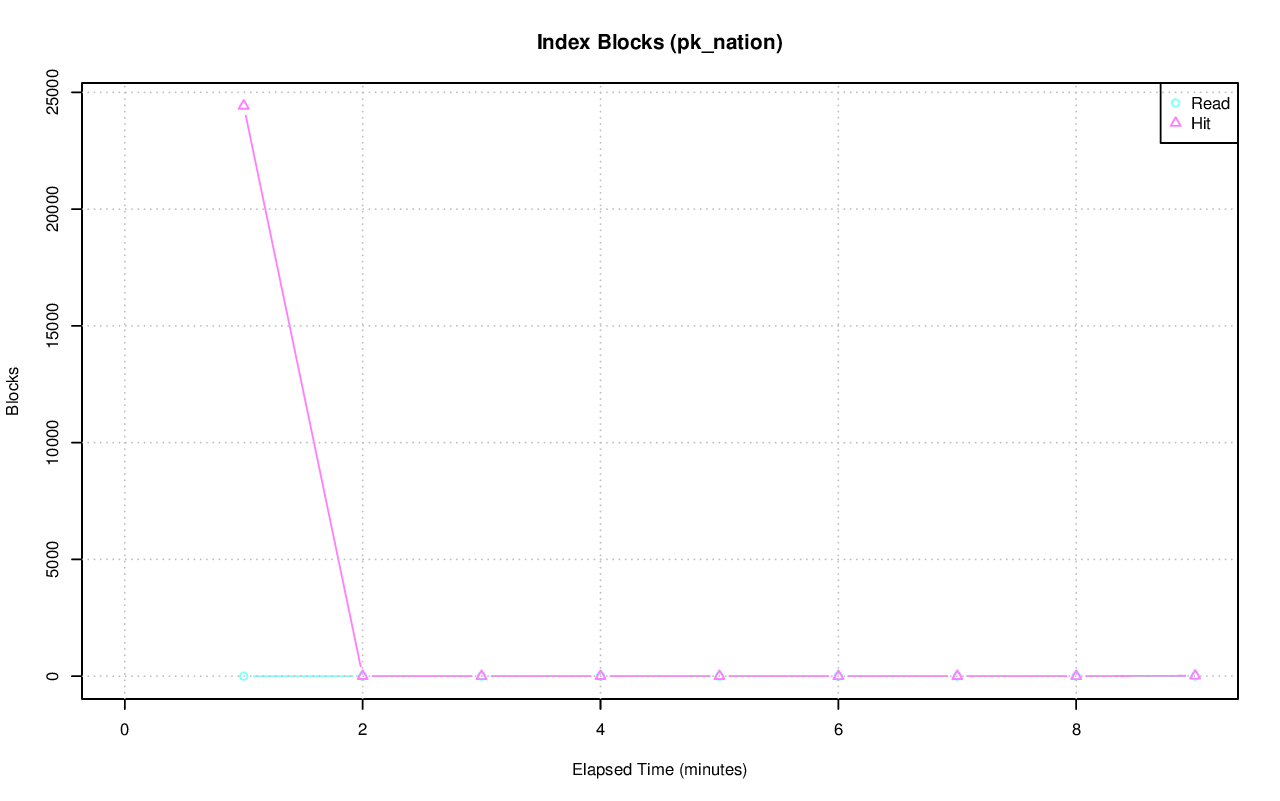 Index Blocks (pk_nation)
Read
Hit
Blocks
25000
20000
15000
10000
5000
0
0 2 4 6 8
Elapsed Time (minutes)